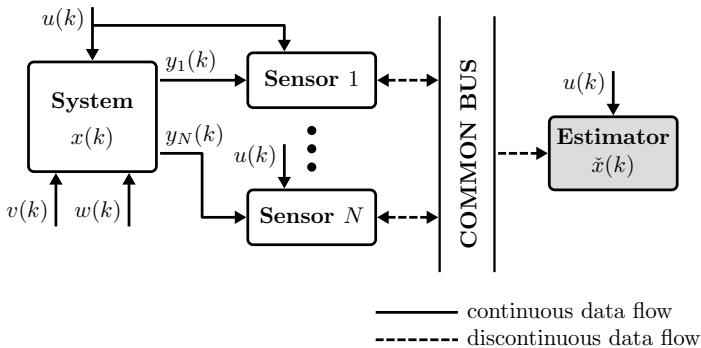 u(k)
System
x(k)
y₁(k)
Sensor 1
y_N(k)
u(k)
Sensor N
v(k)
w(k)
COMMON BUS
u(k)
Estimator
x̌(k)
continuous data flow
discontinuous data flow